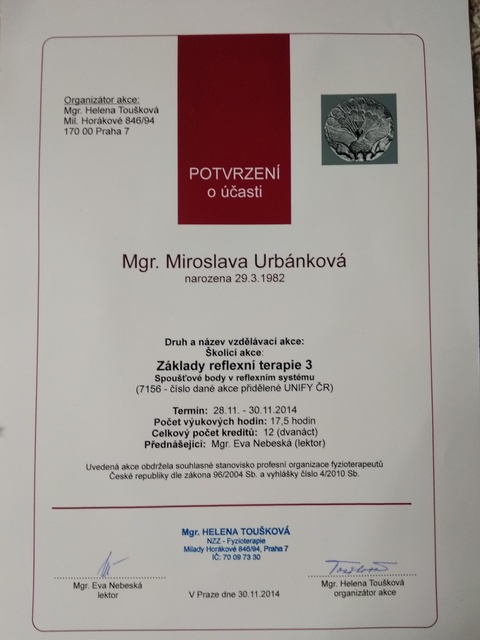 Organizátor akce:
Mgr. Helena Toušková
Mil. Horákové 846/94
170 00 Praha 7
POTVRZENÍ
o účasti
Mgr. Miroslava Urbánková
narozena 29.3.1982
Druh a název vzdělávací akce:
Školící akce:
Základy reflexní terapie 3
Spoušťové body v reflexním systému
(7156 - číslo dané akce přidělené UNIFY ČR)
Termín: 28.11. - 30.11.2014
Počet výukových hodin: 17,5 hodin
Celkový počet kreditů: 12 (dvanáct)
Přednášející: Mgr. Eva Nebeská (lektor)
Uvedená akce obdržela souhlasné stanovisko profesní organizace fyzioterapeutů
České republiky dle zákona 96/2004 Sb. a vyhlášky číslo 4/2010 Sb.
Mgr. HELENA TOUŠKOVÁ
NZZ - Fyzioterapie
Milady Horákové 846/94, Praha 7
IČ: 70 09 73 30
Mgr. Eva Nebeská
lektor
V Praze dne 30.11.2014
Mgr. Helena Toušková
organizátor akce